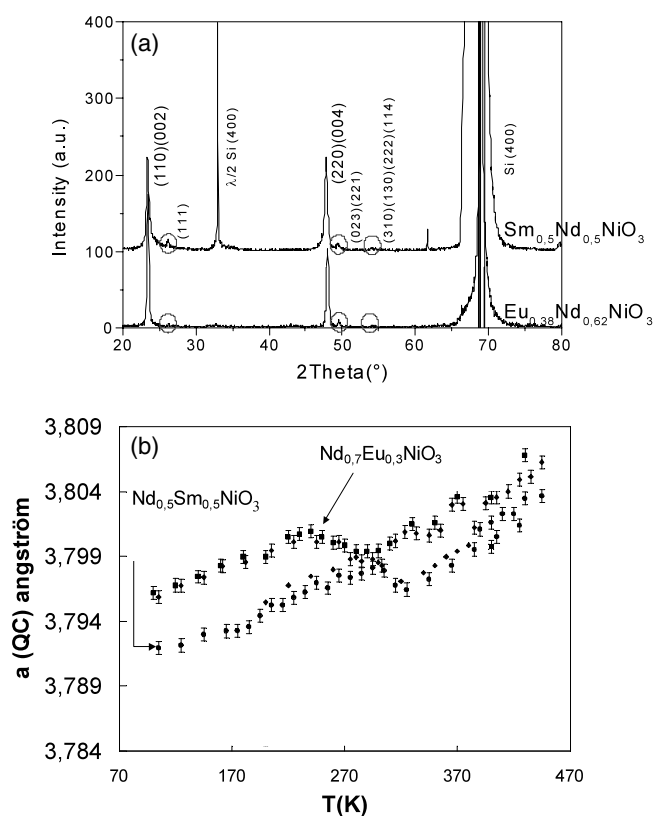 (a)
400
300
200
100
0
Intensity (a.u.)
(110)(002)
(111)
λ/2 Si (400)
(220)(004)
(023)(221)
(310)(130)(222)(114)
Si (400)
Sm0,5Nd0,5NiO3
Eu0,38Nd0,62NiO3
20 30 40 50 60 70 80
2Theta(°)
(b)
3,809
3,804
3,799
3,794
3,789
3,784
a (QC) angström
Nd0,7Eu0,3NiO3
Nd0,5Sm0,5NiO3
70 170 270 370 470
T(K)